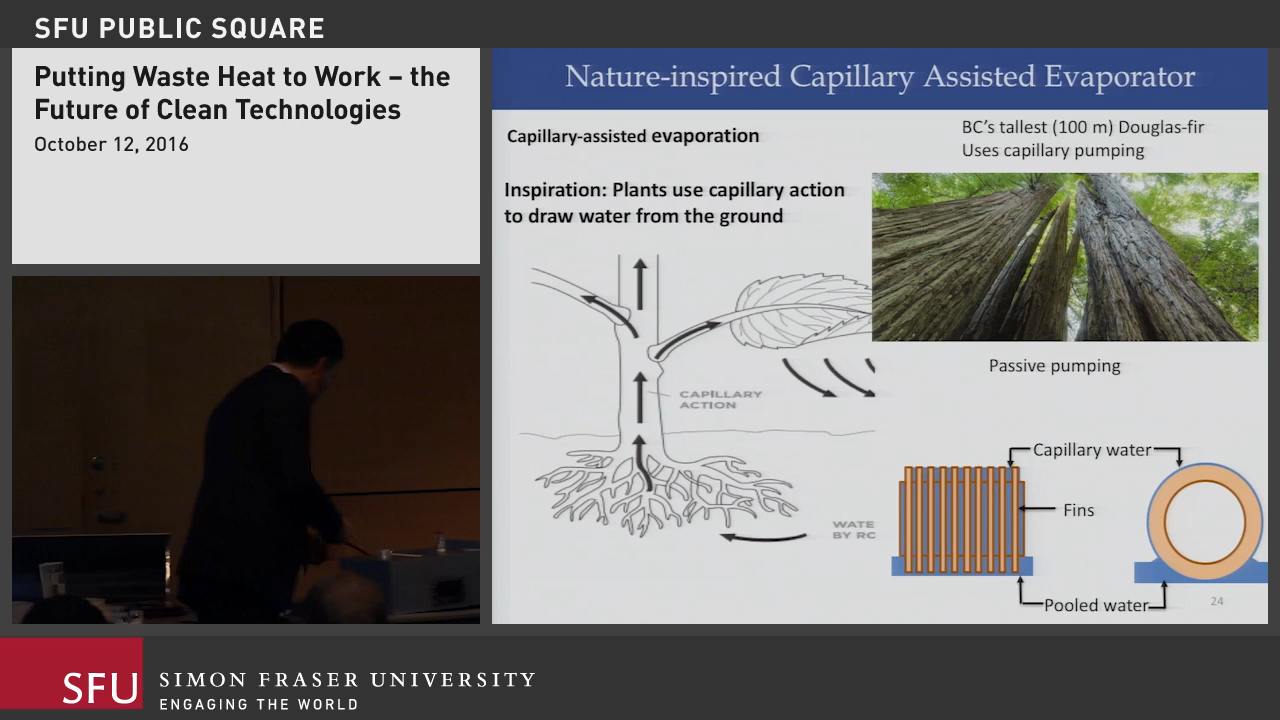 SFU PUBLIC SQUARE
Putting Waste Heat to Work – the
Future of Clean Technologies
October 12, 2016
Nature-inspired Capillary Assisted Evaporator
Capillary-assisted evaporation
BC's tallest (100 m) Douglas-fir
Uses capillary pumping
Inspiration: Plants use capillary action
to draw water from the ground
Passive pumping
CAPILLARY
ACTION
Capillary water
Fins
WATE
BY RC
Pooled water
24
SFU
SIMON FRASER UNIVERSITY
ENGAGING THE WORLD